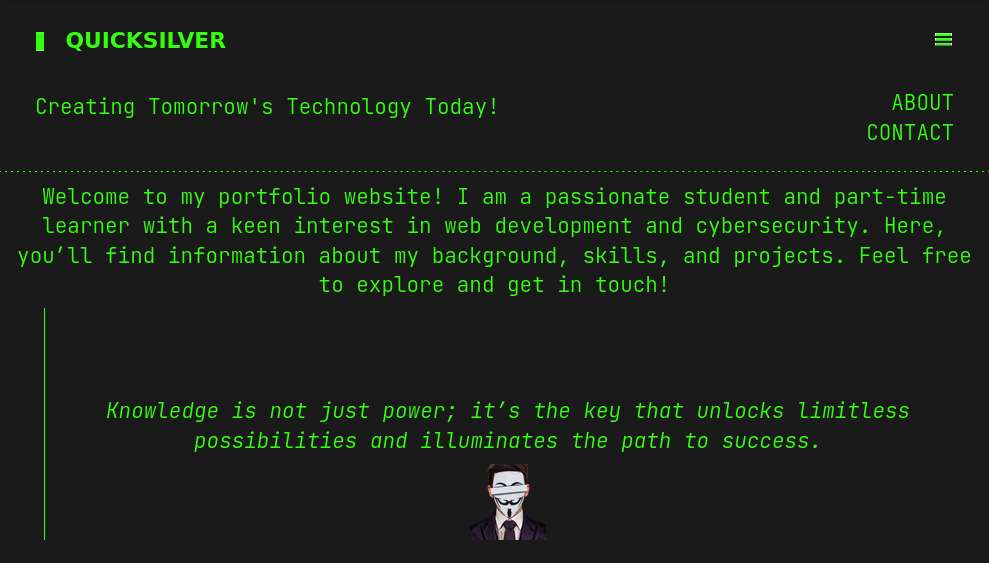 QUICKSILVER
Creating Tomorrow's Technology Today!
ABOUT
CONTACT
Welcome to my portfolio website! I am a passionate student and part-time
learner with a keen interest in web development and cybersecurity. Here,
you’ll find information about my background, skills, and projects. Feel free
to explore and get in touch!
Knowledge is not just power; it’s the key that unlocks limitless
possibilities and illuminates the path to success.